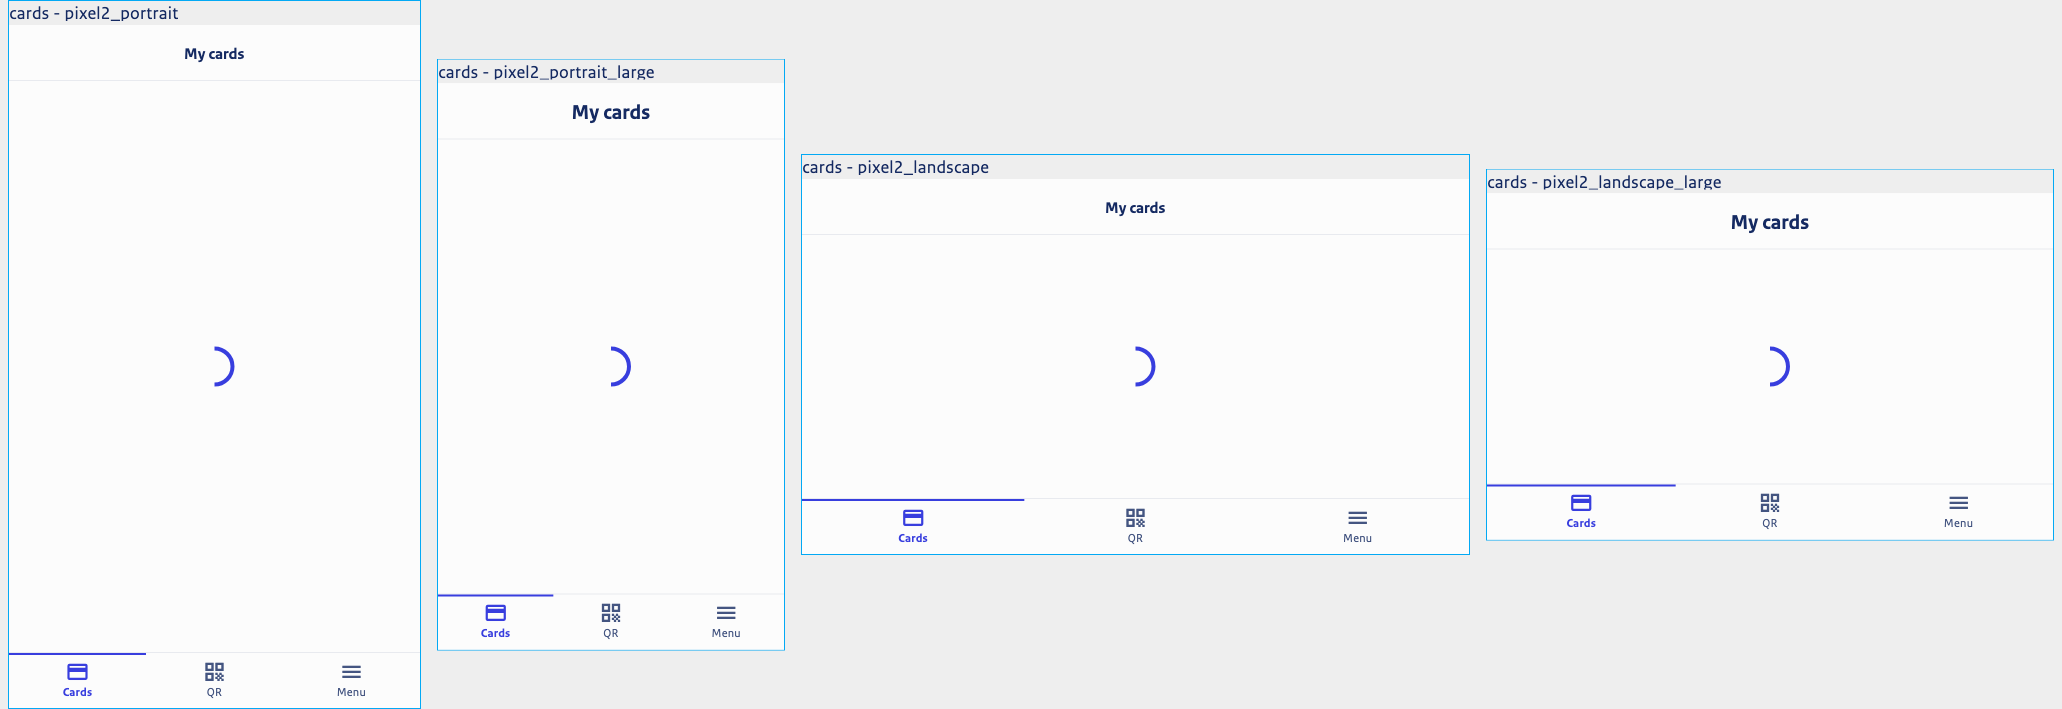 cards - pixel2_portrait
My cards
Cards
QR
Menu
cards - pixel2_portrait_large
My cards
Cards
QR
Menu
cards - pixel2_landscape
My cards
Cards
QR
Menu
cards - pixel2_landscape_large
My cards
Cards
QR
Menu